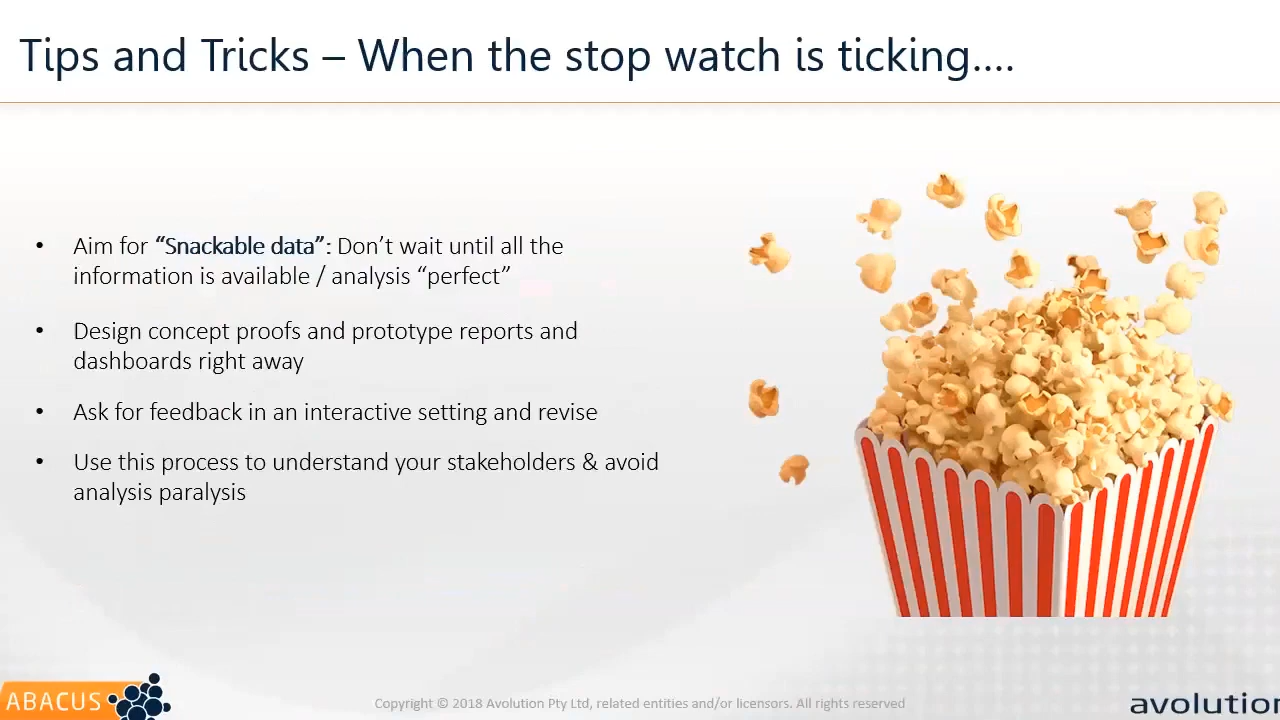 Tips and Tricks – When the stop watch is ticking....
• Aim for “Snackable data”: Don’t wait until all the
information is available / analysis “perfect”
• Design concept proofs and prototype reports and
dashboards right away
• Ask for feedback in an interactive setting and revise
• Use this process to understand your stakeholders & avoid
analysis paralysis
ABACUS
Copyright © 2018 Avolution Pty Ltd, related entities and/or licensors. All rights reserved
avolution